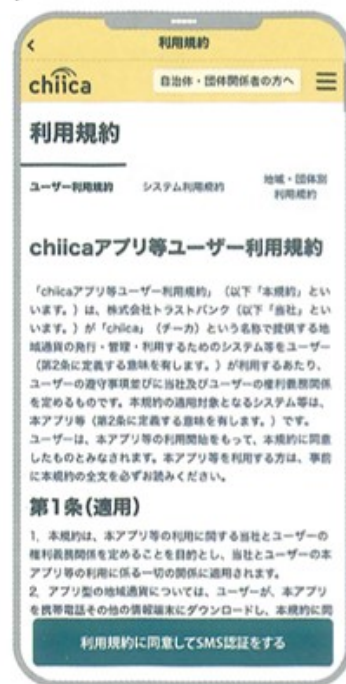 利用規約
chiica
自治体・団体関係者の方へ
利用規約
ユーザー利用規約
システム利用規約
地域・団体別
利用規約
chiicaアプリ等ユーザー利用規約
「chiicaアプリ等ユーザー利用規約」（以下「本規約」とい
います。）は、株式会社トラストバンク（以下「当社」とい
います。）が「chiica」（チーカ）という名称で提供する地
域通貨の発行・管理・利用するためのシステム等をユーザー
（第2条に定義する意味を有します。）が利用するあたり、
ユーザーの遵守事項並びに当社及びユーザーの権利義務関係
を定めるものです。本規約の適用対象となるシステム等は、
本アプリ等（第2条に定義する意味を有します。）です。
ユーザーは、本アプリ等の利用開始をもって、本規約に同意
したものとみなされます。本アプリ等を利用する方は、事前
に本規約の全文を必ずお読みください。
第1条(適用)
1，本規約は、本アプリ等の利用に関する当社とユーザーの
権利義務関係を定めることを目的とし、当社とユーザーの本
アプリ等の利用に係る一切の関係に適用されます。
2，アプリ型の地域通貨については、ユーザーが、本アプリ
を携帯電話その他の情報端末にダウンロードし、本規約に同
利用規約に同意してSMS認証をする